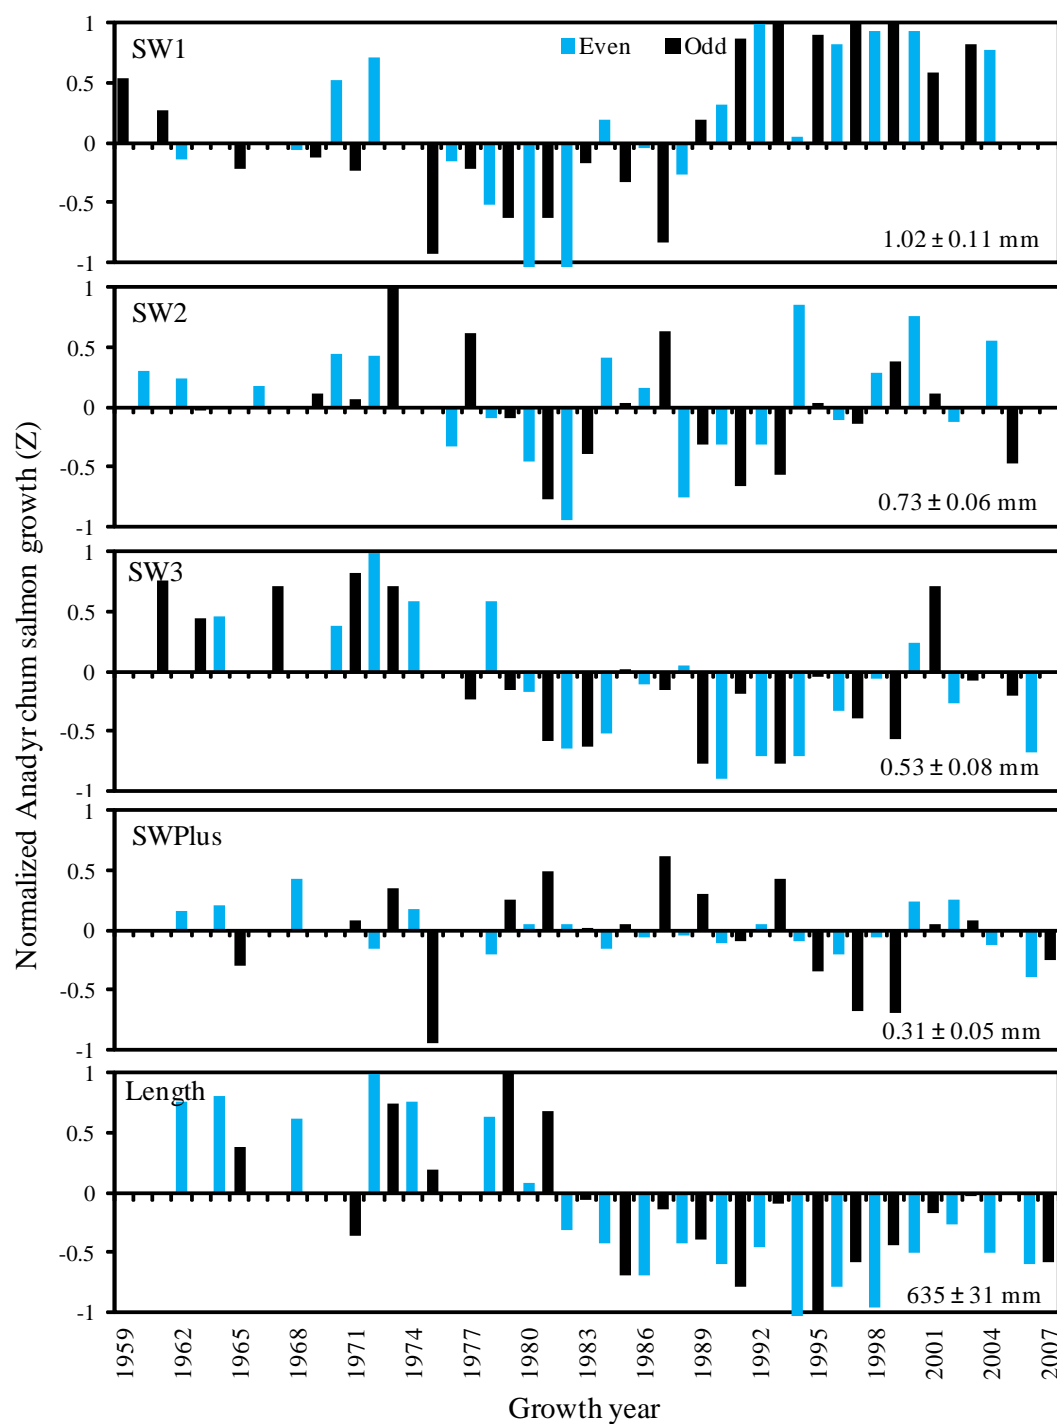 Normalized Anadyr chum salmon growth (Z)
1
0.5
0
-0.5
-1
SW1
Even Odd
1.02 ± 0.11 mm
1
0.5
0
-0.5
-1
SW2
0.73 ± 0.06 mm
1
0.5
0
-0.5
-1
SW3
0.53 ± 0.08 mm
1
0.5
0
-0.5
-1
SWPlus
0.31 ± 0.05 mm
1
0.5
0
-0.5
-1
Length
635 ± 31 mm
1959 1962 1965 1968 1971 1974 1977 1980 1983 1986 1989 1992 1995 1998 2001 2004 2007
Growth year